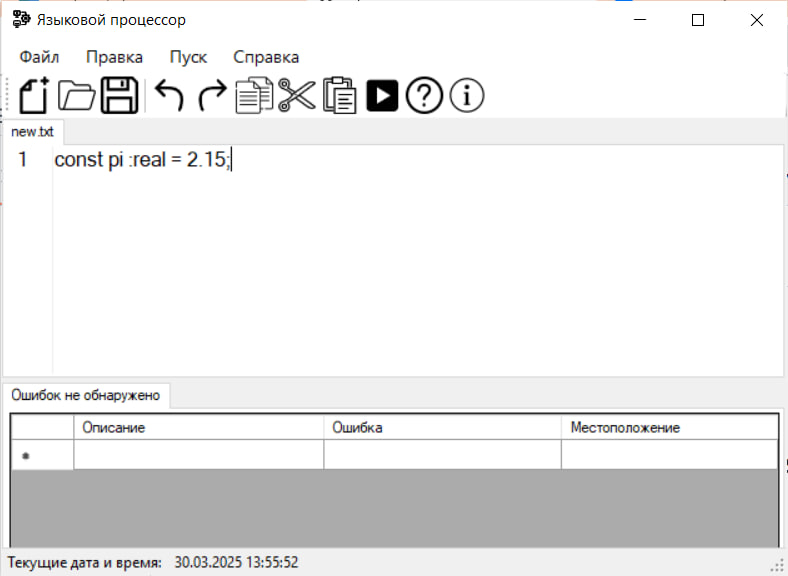 Языковой процессор
Файл Правка Пуск Справка
new.txt
1 const pi :real = 2.15;
Ошибок не обнаружено
Описание Ошибка Местоположение
Текущие дата и время: 30.03.2025 13:55:52